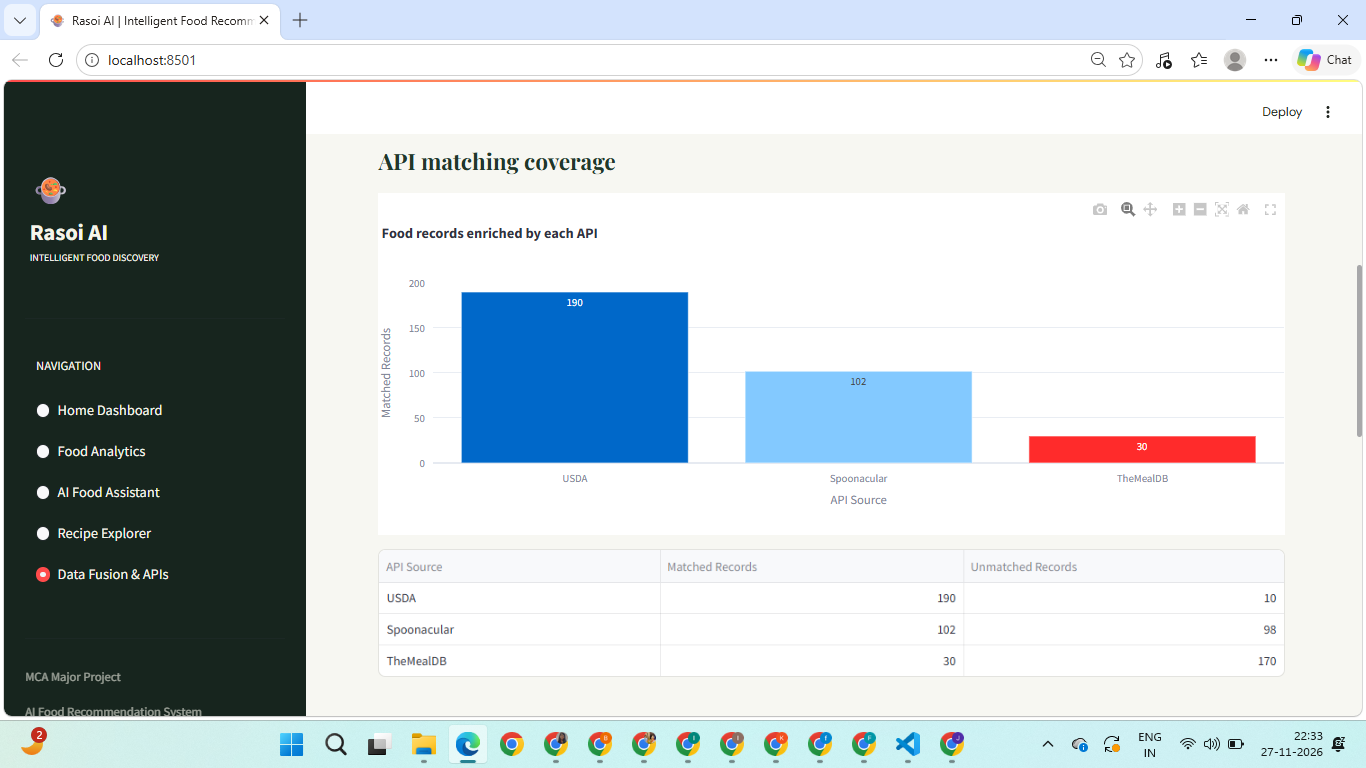 Rasoi AI | Intelligent Food Recomm
localhost:8501
Chat
Deploy
Rasoi AI
INTELLIGENT FOOD DISCOVERY
NAVIGATION
Home Dashboard
Food Analytics
AI Food Assistant
Recipe Explorer
Data Fusion & APIs
MCA Major Project
AI Food Recommendation System
API matching coverage
Food records enriched by each API
Matched Records
200
150
100
50
0
190
102
30
USDA Spoonacular TheMealDB
API Source
API Source Matched Records Unmatched Records
USDA 190 10
Spoonacular 102 98
TheMealDB 30 170
2
ENG
IN
22:33
27-11-2026